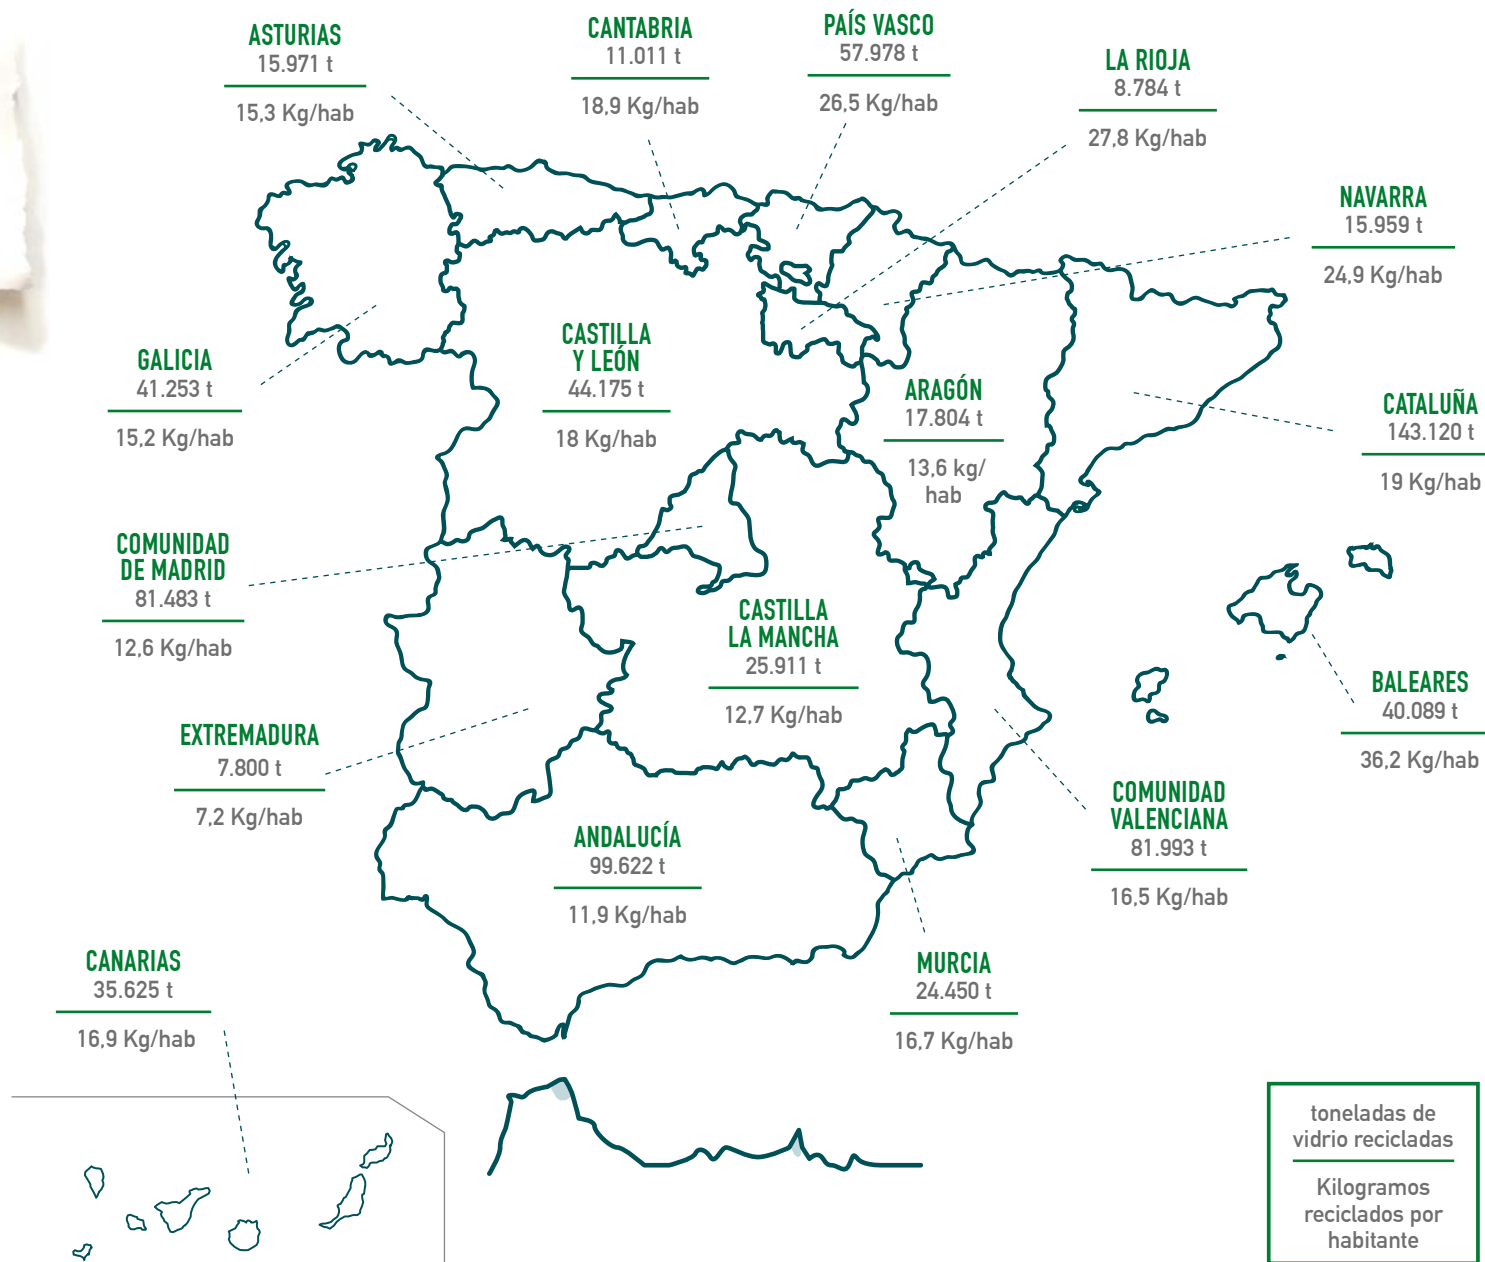 ASTURIAS
15.971 t
15,3 Kg/hab
CANTABRIA
11.011 t
18,9 Kg/hab
PAÍS VASCO
57.978 t
26,5 Kg/hab
LA RIOJA
8.784 t
27,8 Kg/hab
NAVARRA
15.959 t
24,9 Kg/hab
GALICIA
41.253 t
15,2 Kg/hab
CASTILLA
Y LEÓN
44.175 t
18 Kg/hab
ARAGÓN
17.804 t
13,6 kg/
hab
CATALUÑA
143.120 t
19 Kg/hab
COMUNIDAD
DE MADRID
81.483 t
12,6 Kg/hab
CASTILLA
LA MANCHA
25.911 t
12,7 Kg/hab
BALEARES
40.089 t
36,2 Kg/hab
EXTREMADURA
7.800 t
7,2 Kg/hab
COMUNIDAD
VALENCIANA
81.993 t
16,5 Kg/hab
ANDALUCÍA
99.622 t
11,9 Kg/hab
CANARIAS
35.625 t
16,9 Kg/hab
MURCIA
24.450 t
16,7 Kg/hab
toneladas de
vidrio recicladas
Kilogramos
reciclados por
habitante